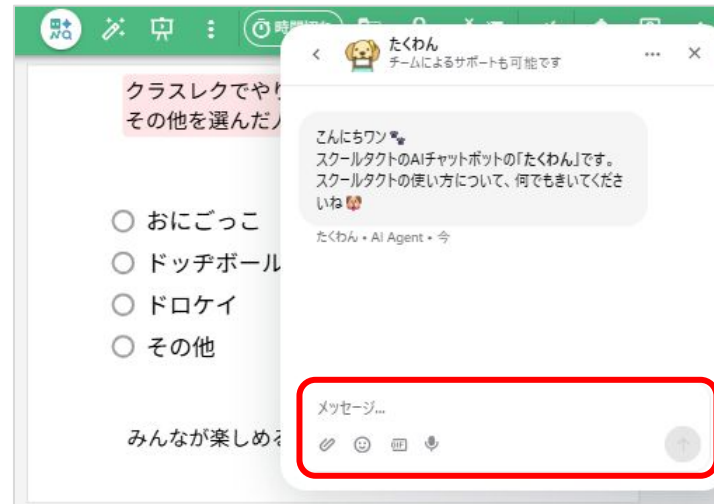 時間
クラスレクでや
その他を選んだ
おにごっこ
ドッヂボール
ドロケイ
その他
みんなが楽しめ
たくわん
チームによるサポートも可能です
こんにちワン🐾
スクールタクトのAIチャットボットの「たくわん」です。
スクールタクトの使い方について、何でもきいてくださ
いね🐶
たくわん • AI Agent • 今
メッセージ...
GIF